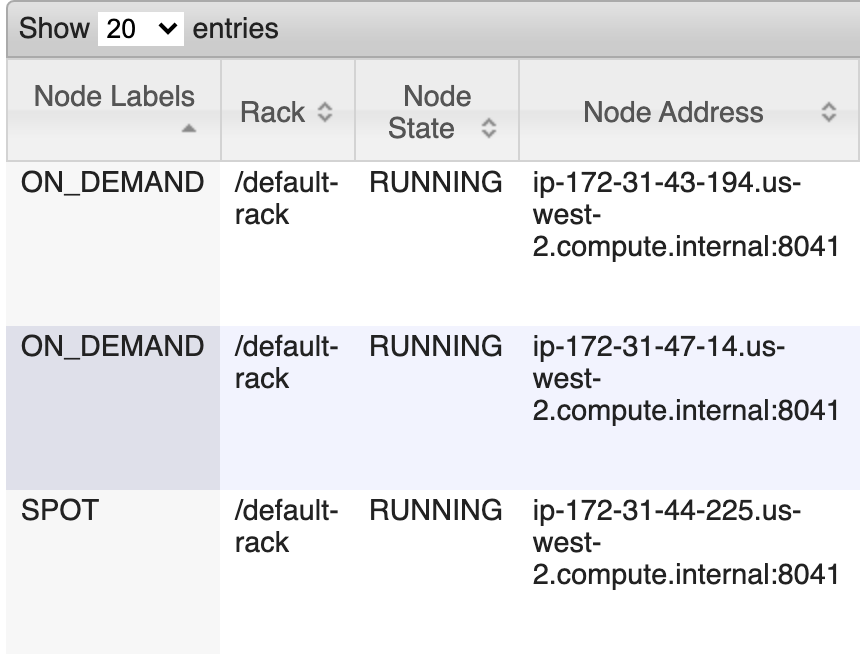 Show 20 entries
Node Labels
Rack
Node
State
Node Address
ON_DEMAND
/default-
rack
RUNNING
ip-172-31-43-194.us-
west-
2.compute.internal:8041
ON_DEMAND
/default-
rack
RUNNING
ip-172-31-47-14.us-
west-
2.compute.internal:8041
SPOT
/default-
rack
RUNNING
ip-172-31-44-225.us-
west-
2.compute.internal:8041